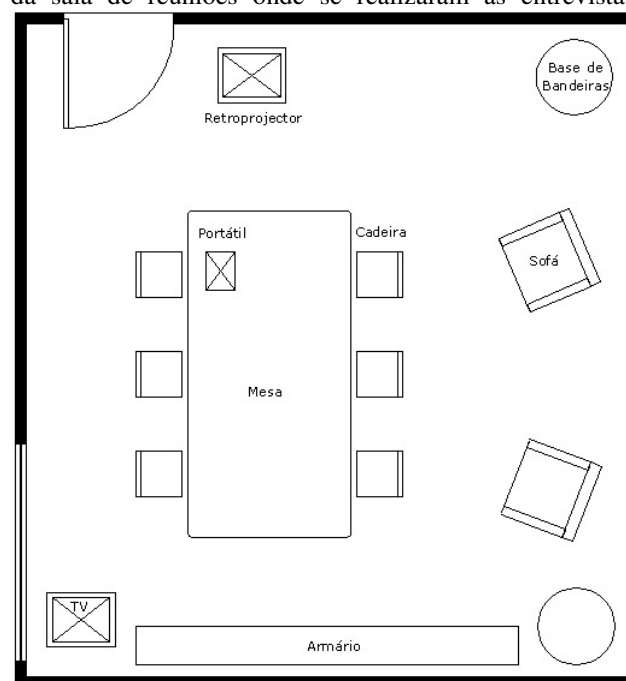 da sala de reuniões onde se realizaram as entrevista
Base de
Bandeiras
Retroprojector
Portátil
Cadeira
Sofá
Mesa
TV
Armário